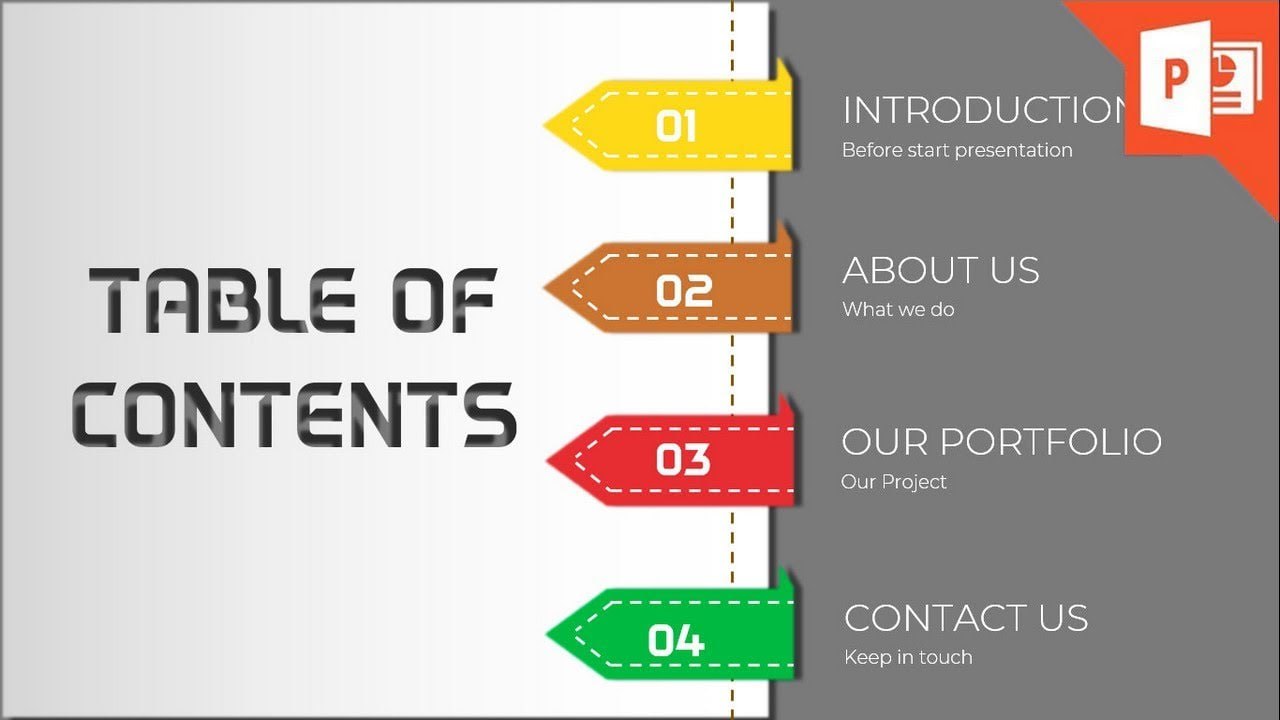 TABLE OF
CONTENTS
01
INTRODUCTION
Before start presentation
02
ABOUT US
What we do
03
OUR PORTFOLIO
Our Project
04
CONTACT US
Keep in touch
P